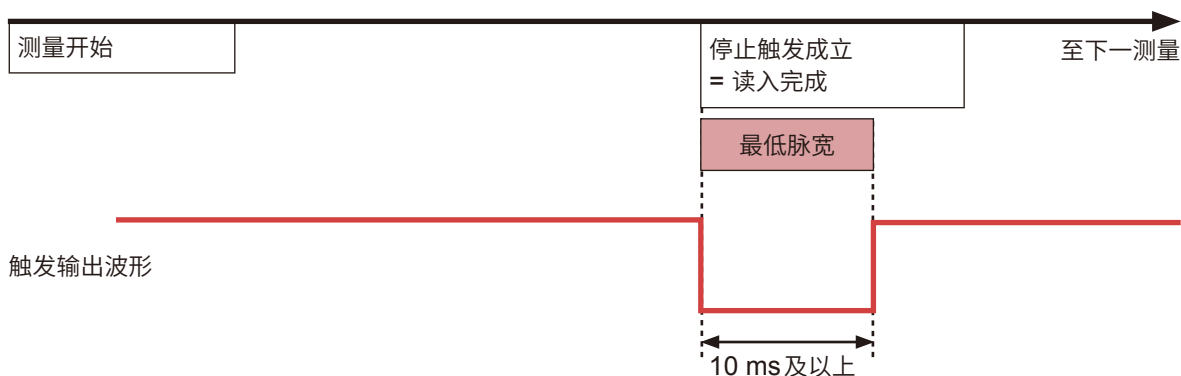 测量开始
停止触发成立
= 读入完成
至下一测量
最低脉宽
触发输出波形
10 ms及以上